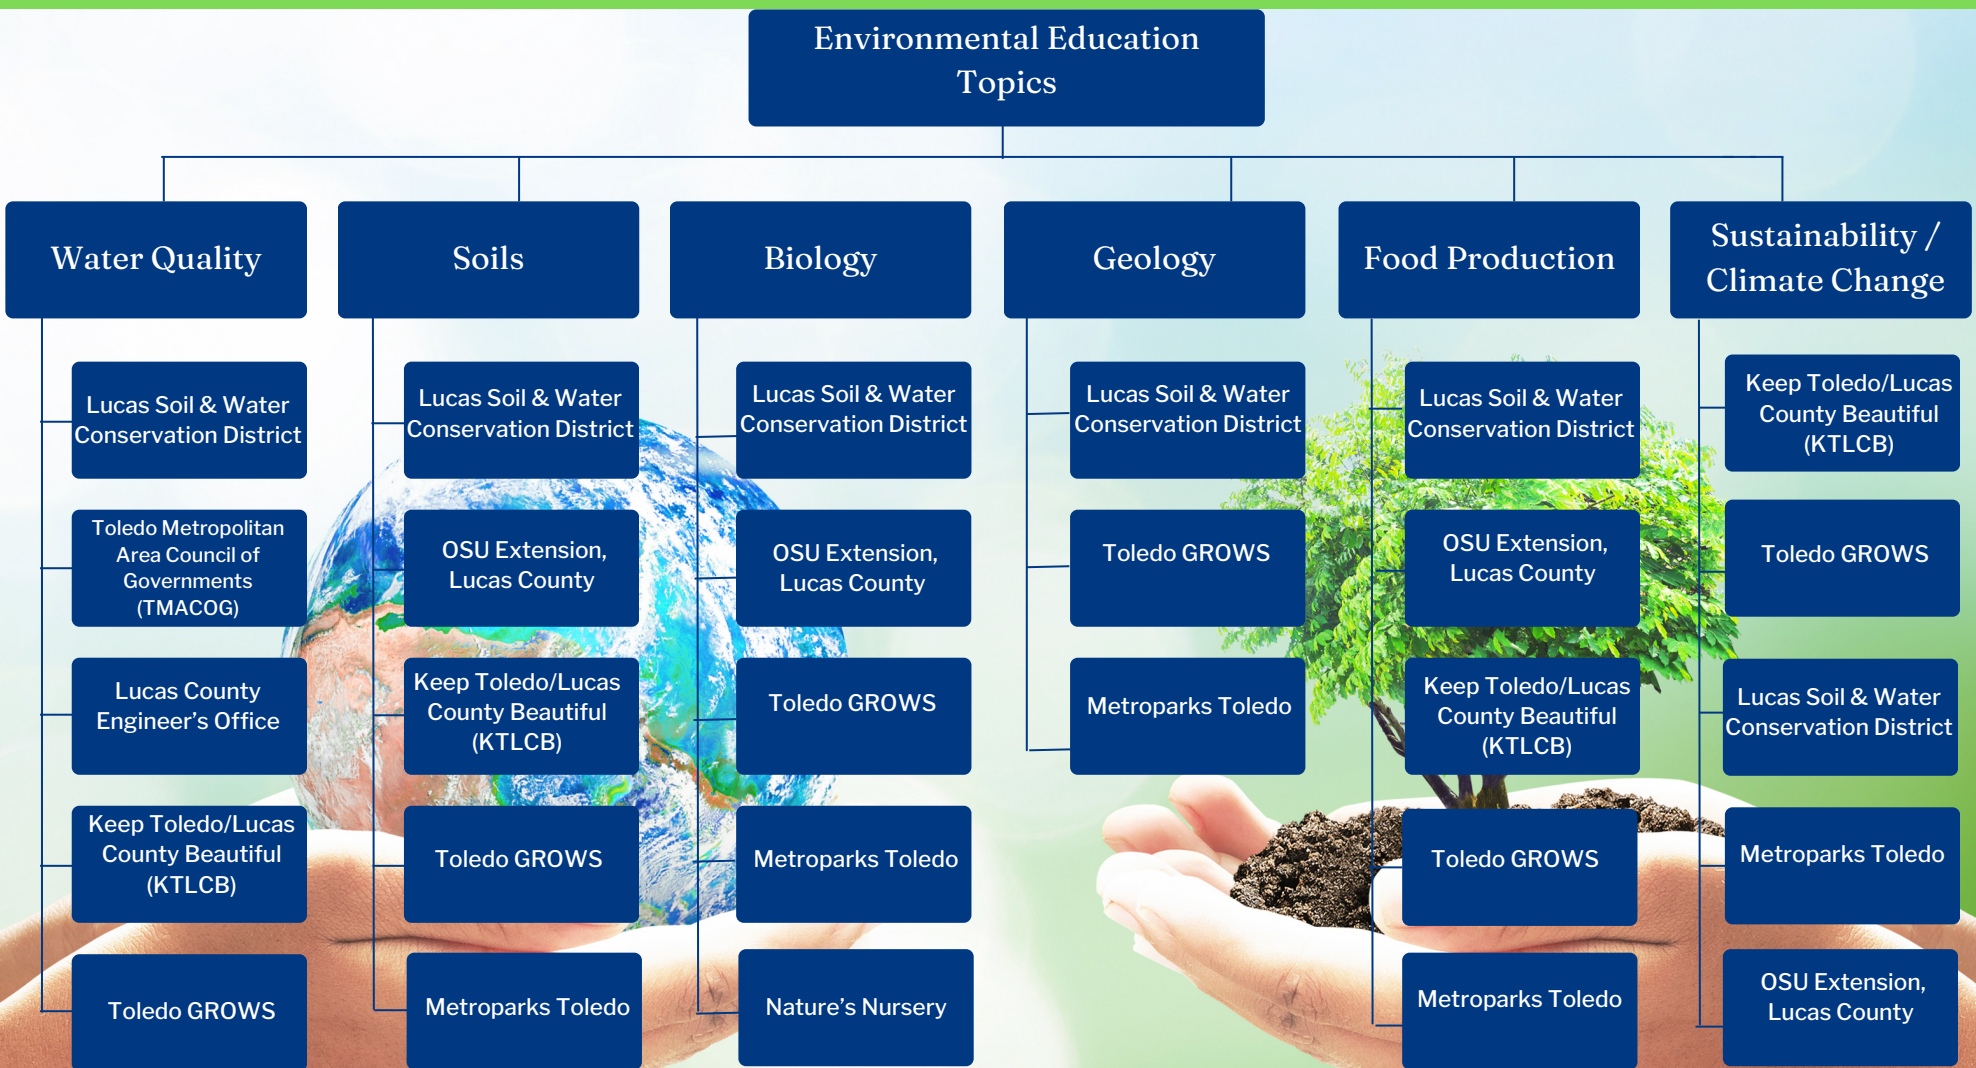 Environmental Education
Topics
Water Quality
Lucas Soil & Water
Conservation District
Toledo Metropolitan
Area Council of
Governments
(TMACOG)
Lucas County
Engineer’s Office
Keep Toledo/Lucas
County Beautiful
(KTLCB)
Toledo GROWS
Soils
Lucas Soil & Water
Conservation District
OSU Extension,
Lucas County
Keep Toledo/Lucas
County Beautiful
(KTLCB)
Toledo GROWS
Metroparks Toledo
Biology
Lucas Soil & Water
Conservation District
OSU Extension,
Lucas County
Toledo GROWS
Metroparks Toledo
Nature’s Nursery
Geology
Lucas Soil & Water
Conservation District
Toledo GROWS
Metroparks Toledo
Food Production
Lucas Soil & Water
Conservation District
OSU Extension,
Lucas County
Keep Toledo/Lucas
County Beautiful
(KTLCB)
Toledo GROWS
Metroparks Toledo
Sustainability /
Climate Change
Keep Toledo/Lucas
County Beautiful
(KTLCB)
Toledo GROWS
Lucas Soil & Water
Conservation District
Metroparks Toledo
OSU Extension,
Lucas County